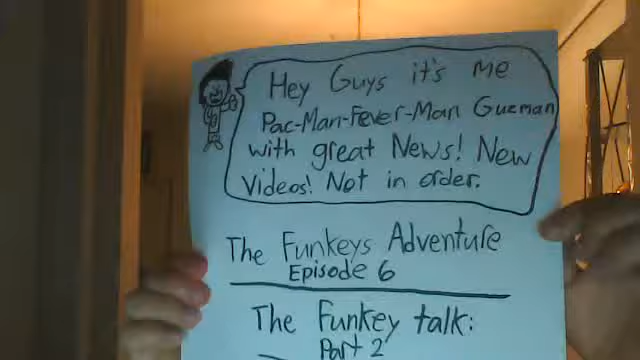 Hey Guys it's me
Pac-Man-Fever-Man Guzman
with great News! New
Videos! Not in order.
The Funkeys Adventure
Episode 6
The Funkey talk:
Part 2